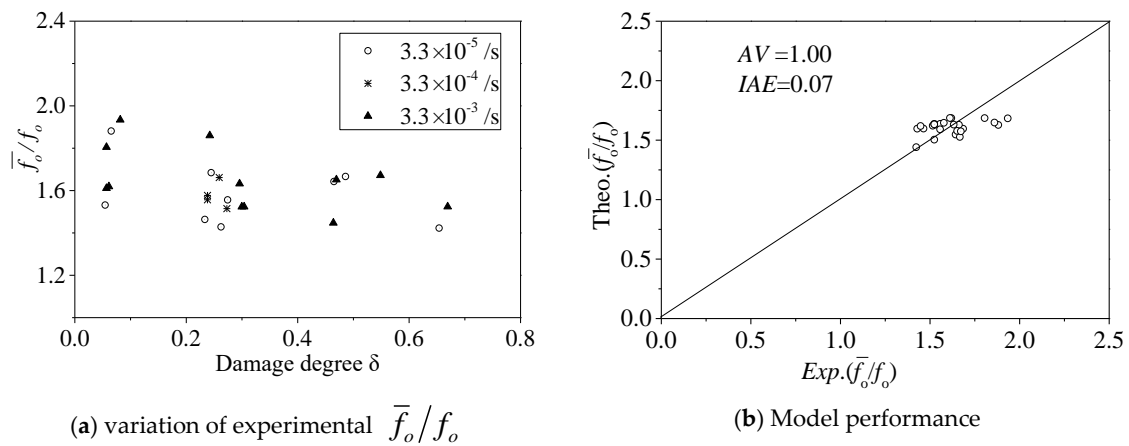 2.4
2.0
1.6
1.2
f̅ₒ/fₒ
○ 3.3×10⁻⁵ /s
✳ 3.3×10⁻⁴ /s
▲ 3.3×10⁻³ /s
0.0 0.2 0.4 0.6 0.8
Damage degree δ
(a) variation of experimental f̅ₒ/fₒ
2.5
2.0
1.5
1.0
0.5
0.0
Theo.(f̅ₒ/fₒ)
AV =1.00
IAE=0.07
0.0 0.5 1.0 1.5 2.0 2.5
Exp.(f̅ₒ/fₒ)
(b) Model performance